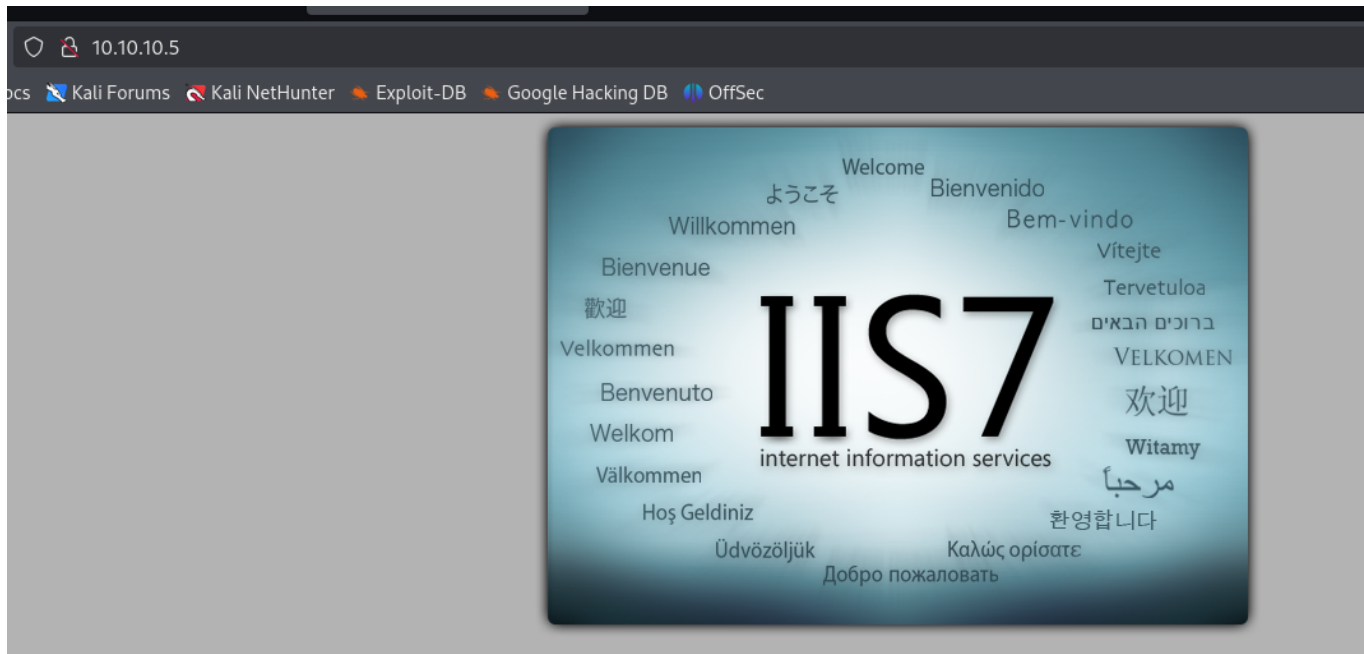 10.10.10.5
ocs Kali Forums Kali NetHunter Exploit-DB Google Hacking DB OffSec
Welcome
ようこそ
Bienvenido
Willkommen
Bem-vindo
Vítejte
Bienvenue
Tervetuloa
歡迎
ברוכים הבאים
Velkommen
VELKOMEN
Benvenuto
欢迎
Welkom
Witamy
IIS7
internet information services
Välkommen
مرحباً
Hoş Geldiniz
환영합니다
Üdvözöljük
Καλώς ορίσατε
Добро пожаловать